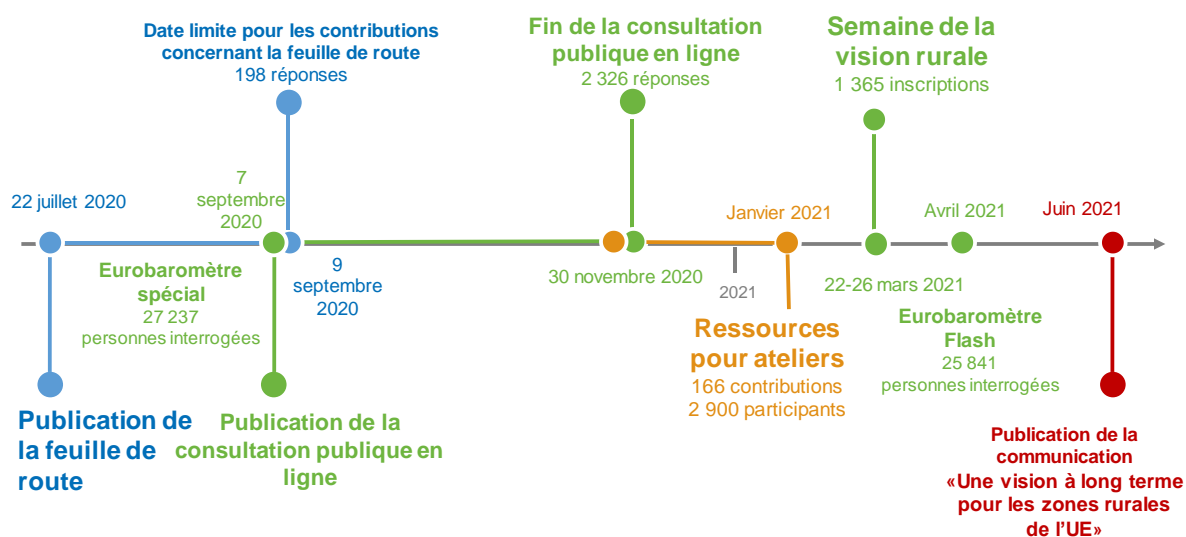 Date limite pour les contributions
concernant la feuille de route
198 réponses
Fin de la consultation
publique en ligne
2 326 réponses
Semaine de la
vision rurale
1 365 inscriptions
22 juillet 2020
7
septembre
2020
Janvier 2021
Avril 2021
Juin 2021
Eurobaromètre
spécial
27 237
personnes interrogées
9
septembre
2020
30 novembre 2020
2021
22-26 mars 2021
Ressources
pour ateliers
166 contributions
2 900 participants
Eurobaromètre
Flash
25 841
personnes interrogées
Publication de
la feuille de
route
Publication de la
consultation publique en
ligne
Publication de la
communication
«Une vision à long terme
pour les zones rurales
de l’UE»